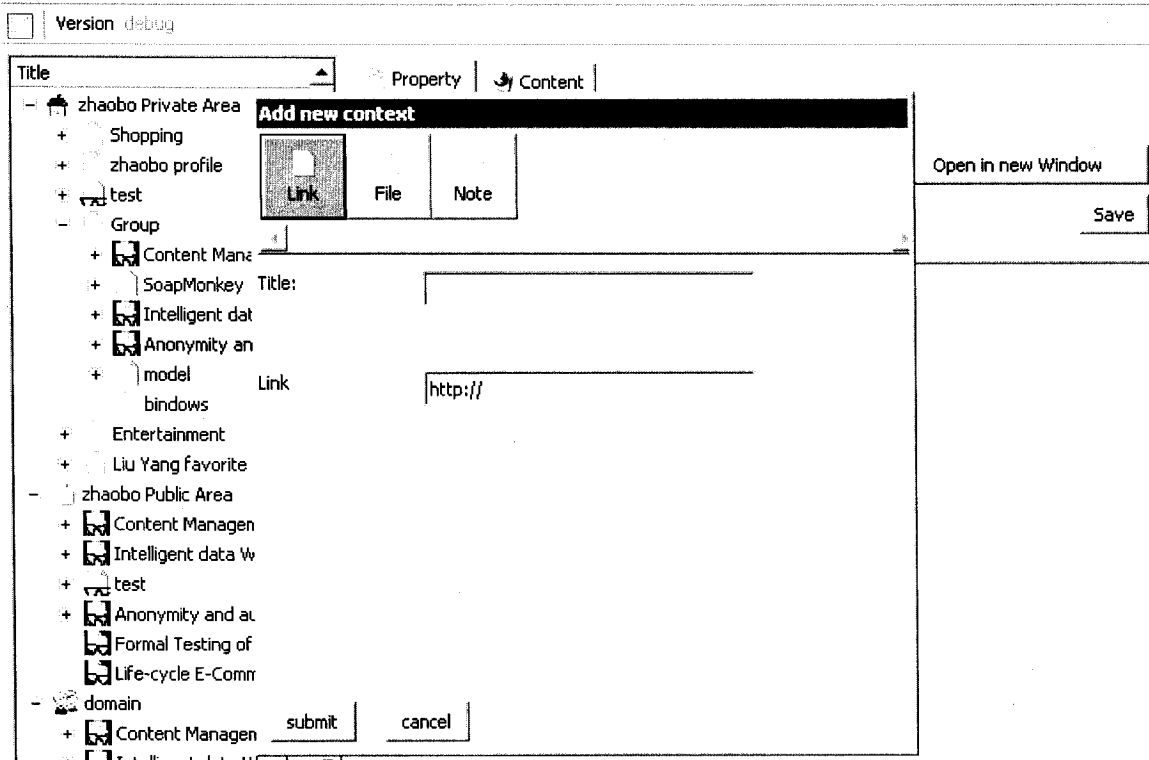 Version debug
Title
Property
Content
zhaobo Private Area
Shopping
zhaobo profile
test
Group
Content Mana
SoapMonkey
Intelligent dat
Anonymity an
model
bindows
Entertainment
Liu Yang favorite
zhaobo Public Area
Content Managen
Intelligent data W
test
Anonymity and au
Formal Testing of
Life-cycle E-Comm
domain
Content Managen
Add new context
Link
File
Note
Title:
Link
http://
submit
cancel
Open in new Window
Save